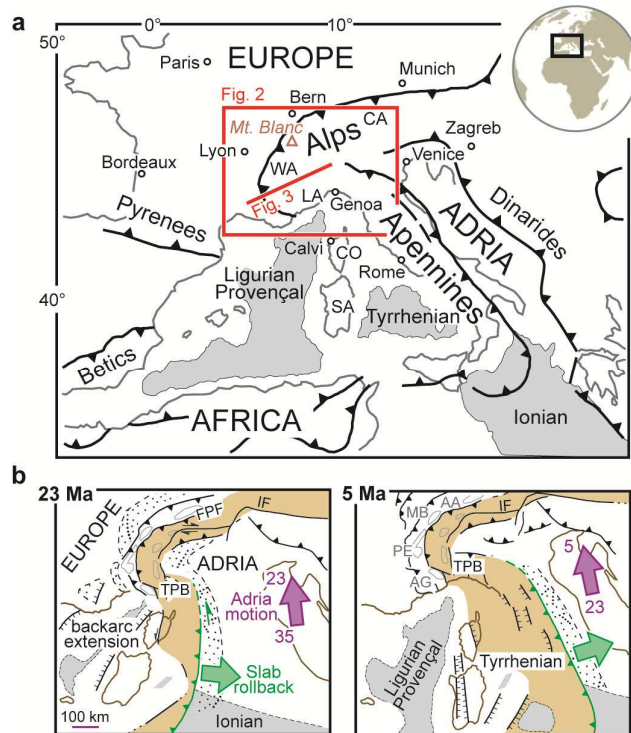 a
50°
0°
10°
Paris
EUROPE
Munich
Fig. 2
Bern
CA
Mt. Blanc
Alps
Zagreb
Lyon
Venice
WA
Bordeaux
LA
Fig. 3
Genoa
Pyrenees
ADRIA
Dinarides
Apennines
Calvi
CO
Ligurian
Provençal
Rome
40°
SA
Tyrrhenian
Betics
AFRICA
Ionian
b
23 Ma
EUROPE
FPF
IF
ADRIA
TPB
23
Adria
motion
35
backarc
extension
Slab
rollback
100 km
Ionian
5 Ma
MB
AA
IF
PE
AG
TPB
5
23
Ligurian
Provençal
Tyrrhenian